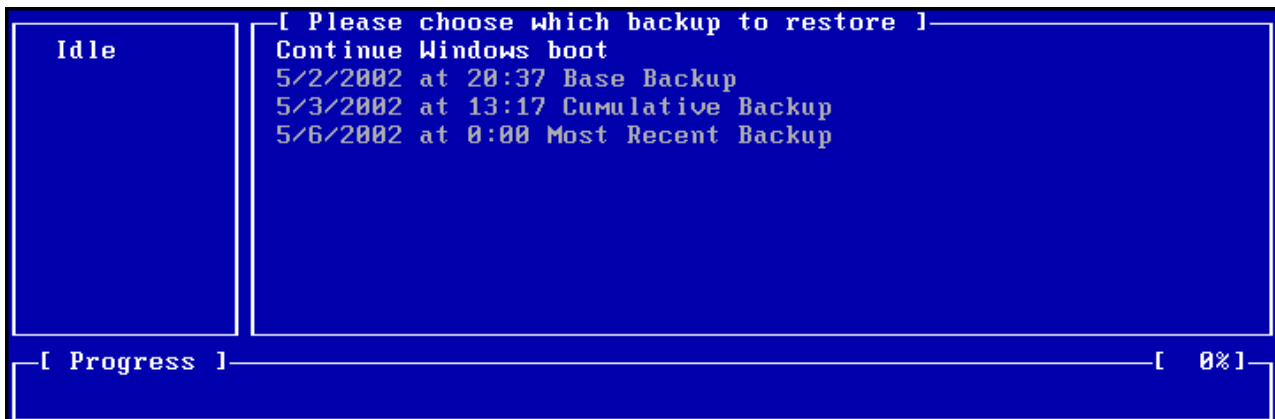 [ Please choose which backup to restore ]
Idle
Continue Windows boot
5/2/2002 at 20:37 Base Backup
5/3/2002 at 13:17 Cumulative Backup
5/6/2002 at 0:00 Most Recent Backup
[ Progress ]
[ 0%]